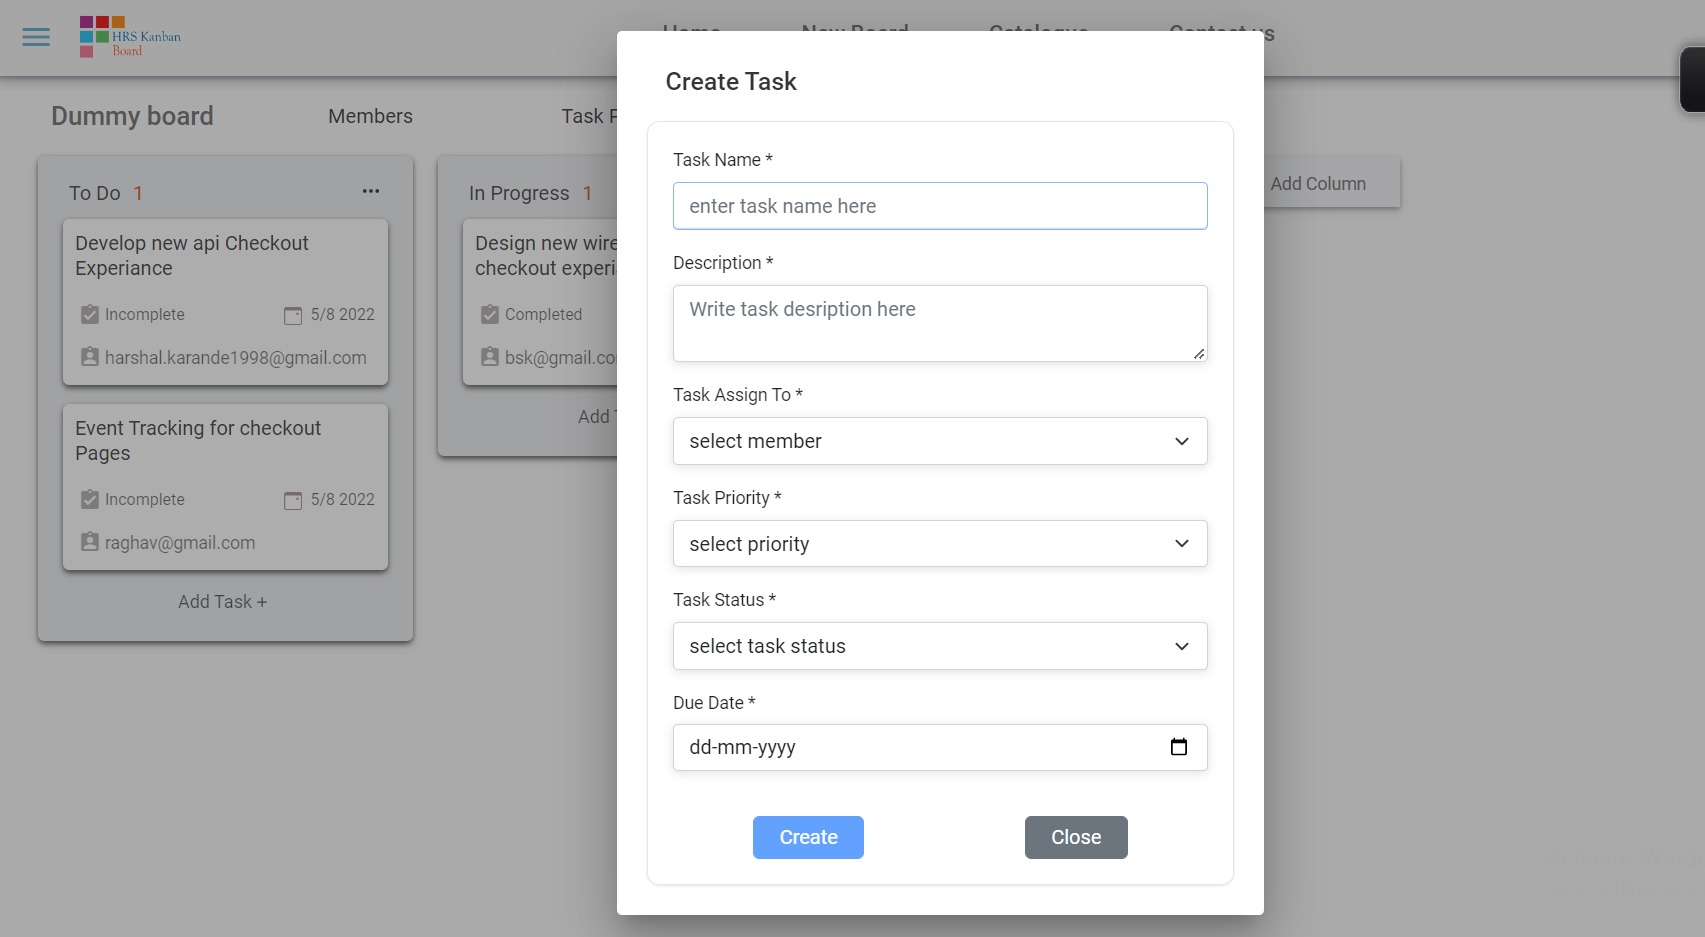 HRS Kanban
Board
Home New Board Catalogue Contact us
Dummy board Members Task P
To Do 1 •••
Develop new api Checkout
Experiance
Incomplete 5/8 2022
harshal.karande1998@gmail.com
Event Tracking for checkout
Pages
Incomplete 5/8 2022
raghav@gmail.com
Add Task +
In Progress 1
Design new wire
checkout experi
Completed
bsk@gmail.co
Add
Add Column
Create Task
Task Name *
enter task name here
Description *
Write task desription here
Task Assign To *
select member
Task Priority *
select priority
Task Status *
select task status
Due Date *
dd-mm-yyyy
Create Close